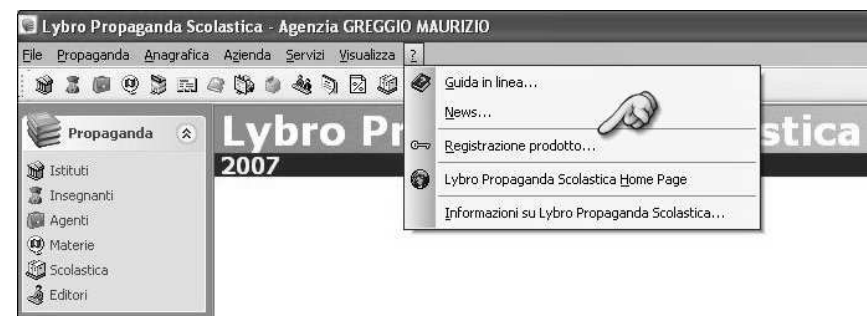 Lybro Propaganda Scolastica - Agenzia GREGGIO MAURIZIO
File Propaganda Anagrafica Azienda Servizi Visualizza ?
Guida in linea...
News...
Registrazione prodotto...
Lybro Propaganda Scolastica Home Page
Informazioni su Lybro Propaganda Scolastica...
Propaganda
Istituti
Insegnanti
Agenti
Materie
Scolastica
Editori
Lybro Pr stica
2007